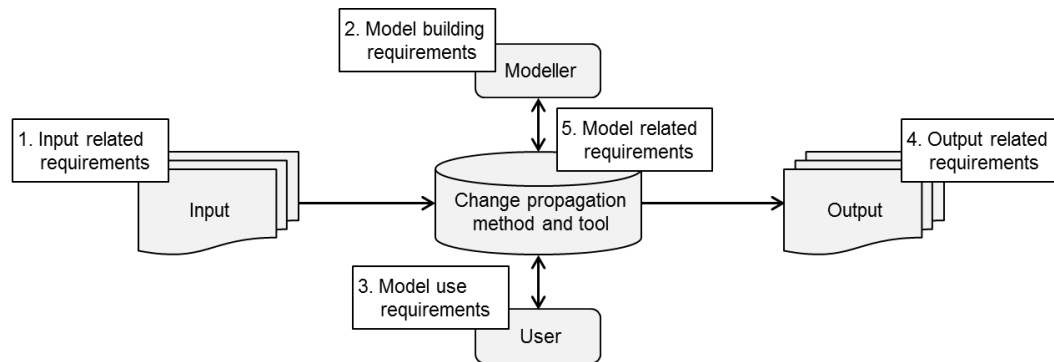 2. Model building
requirements
Modeller
1. Input related
requirements
5. Model related
requirements
4. Output related
requirements
Input
Change propagation
method and tool
Output
3. Model use
requirements
User